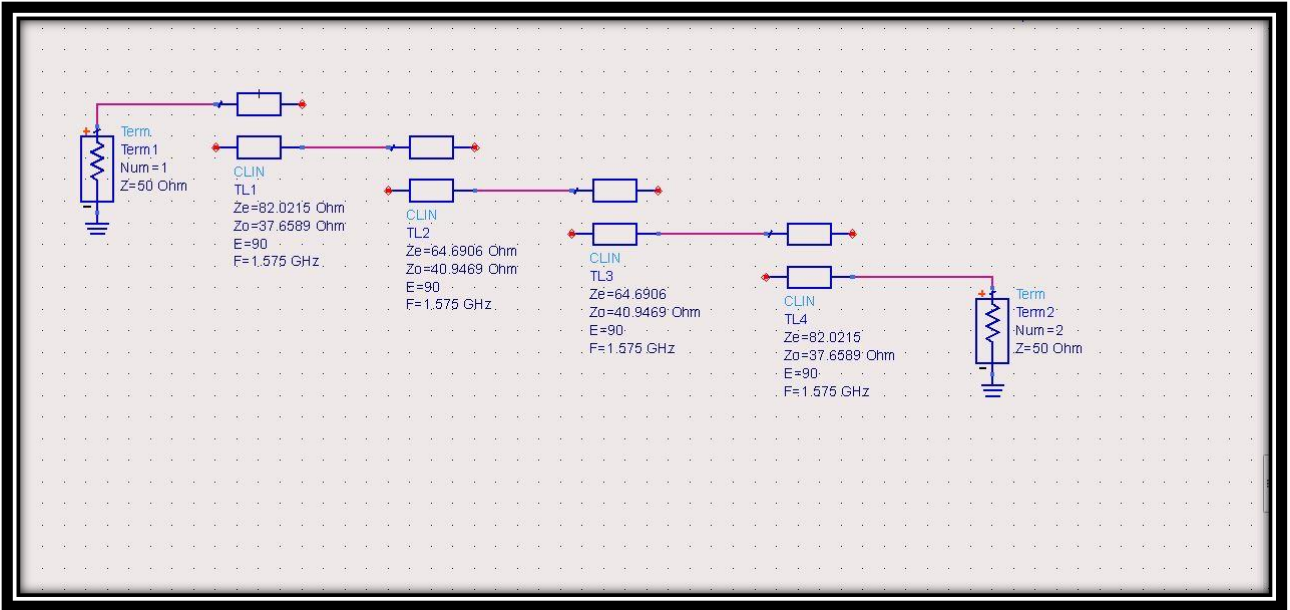 Term
Term1
Num=1
Z=50 Ohm
CLIN
TL1
Ze=82.0215 Ohm
Zo=37.6589 Ohm
E=90
F=1.575 GHz
CLIN
TL2
Ze=64.6906 Ohm
Zo=40.9469 Ohm
E=90
F=1.575 GHz
CLIN
TL3
Ze=64.6906
Zo=40.9469 Ohm
E=90
F=1.575 GHz
CLIN
TL4
Ze=82.0215
Zo=37.6589 Ohm
E=90
F=1.575 GHz
Term
Term2
Num=2
Z=50 Ohm